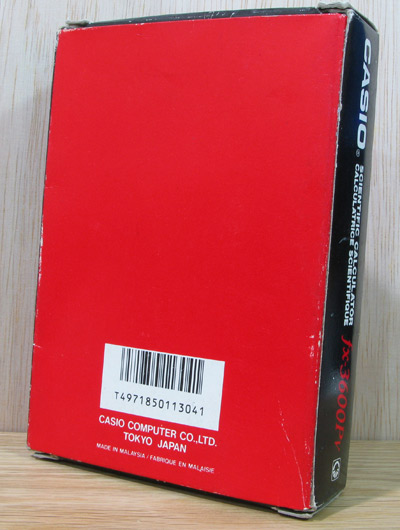 CASIO®
SCIENTIFIC CALCULATOR
CALCULATRICE SCIENTIFIQUE
fx-3600Pv
T4971850113041
CASIO COMPUTER CO.,LTD.
TOKYO JAPAN
MADE IN MALAYSIA / FABRIQUE EN MALAISIE